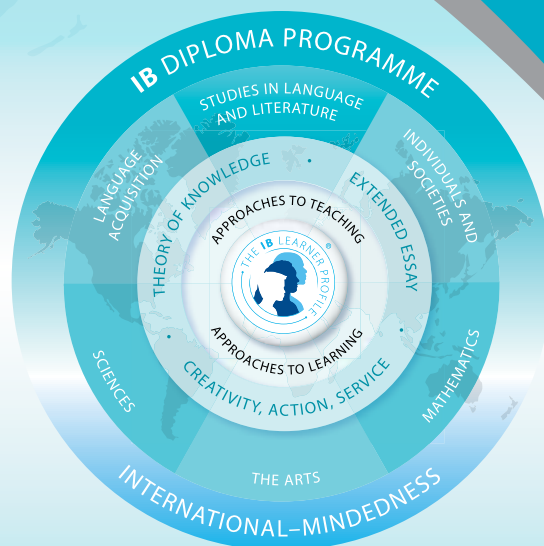 IB DIPLOMA PROGRAMME
STUDIES IN LANGUAGE
AND LITERATURE
LANGUAGE
ACQUISITION
INDIVIDUALS AND
SOCIETIES
THEORY OF KNOWLEDGE
EXTENDED ESSAY
APPROACHES TO TEACHING
THE IB LEARNER PROFILE
®
APPROACHES TO LEARNING
CREATIVITY, ACTION, SERVICE
SCIENCES
MATHEMATICS
THE ARTS
INTERNATIONAL–MINDEDNESS